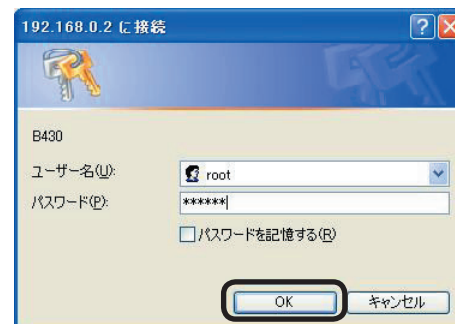 192.168.0.2 に接続
B430
ユーザー名(U):
root
パスワード(P):
******
パスワードを記憶する(R)
OK
キャンセル